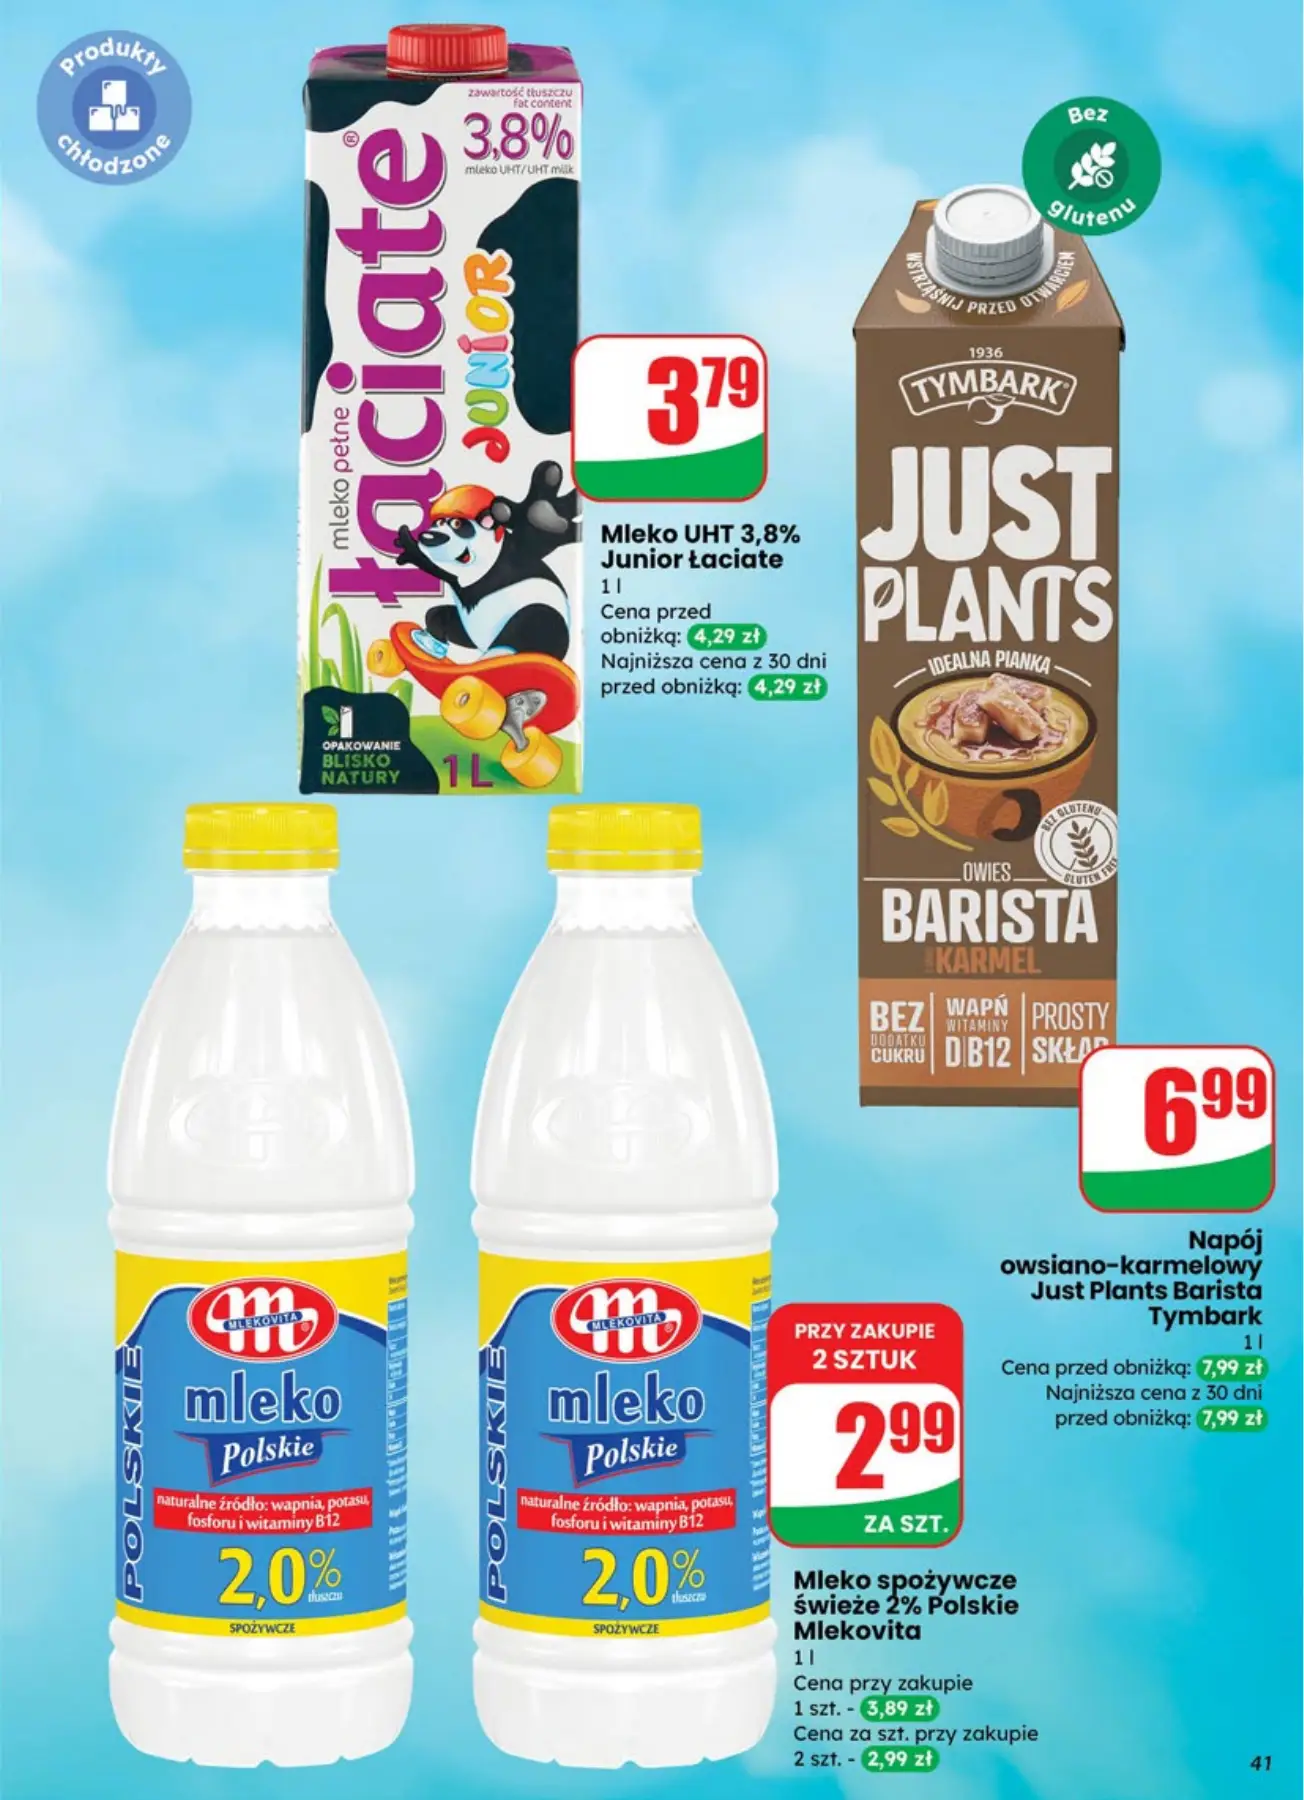 Produkty
chłodzone
zawartość tłuszczu
fat content
3,8%
mleko UHT/UHT milk
mleko pełne
łaciate®
JUNIOR
OPAKOWANIE
BLISKO
NATURY
1L
3 79
Mleko UHT 3,8%
Junior Łaciate
1 l
Cena przed
obniżką: 4,29 zł
Najniższa cena z 30 dni
przed obniżką: 4,29 zł
Bez
glutenu
WSTRZĄŚNIJ PRZED OTWARCIEM
1936
TYMBARK®
JUST
PLANTS
IDEALNA PIANKA
BEZ GLUTENU
GLUTEN FREE
OWIES
BARISTA
KARMEL
BEZ
DODATKU
CUKRU
WAPŃ
WITAMINY
D|B12
PROSTY
SKŁAD
6 99
Napój
owsiano-karmelowy
Just Plants Barista
Tymbark
1 l
Cena przed obniżką: 7,99 zł
Najniższa cena z 30 dni
przed obniżką: 7,99 zł
MLEKOVITA
POLSKIE
mleko
Polskie
naturalne źródło: wapnia, potasu,
fosforu i witaminy B12
2,0%
tłuszczu
SPOŻYWCZE
MLEKOVITA
POLSKIE
mleko
Polskie
naturalne źródło: wapnia, potasu,
fosforu i witaminy B12
2,0%
tłuszczu
SPOŻYWCZE
PRZY ZAKUPIE
2 SZTUK
2 99
ZA SZT.
Mleko spożywcze
świeże 2% Polskie
Mlekovita
1 l
Cena przy zakupie
1 szt. - 3,89 zł
Cena za szt. przy zakupie
2 szt. - 2,99 zł
41